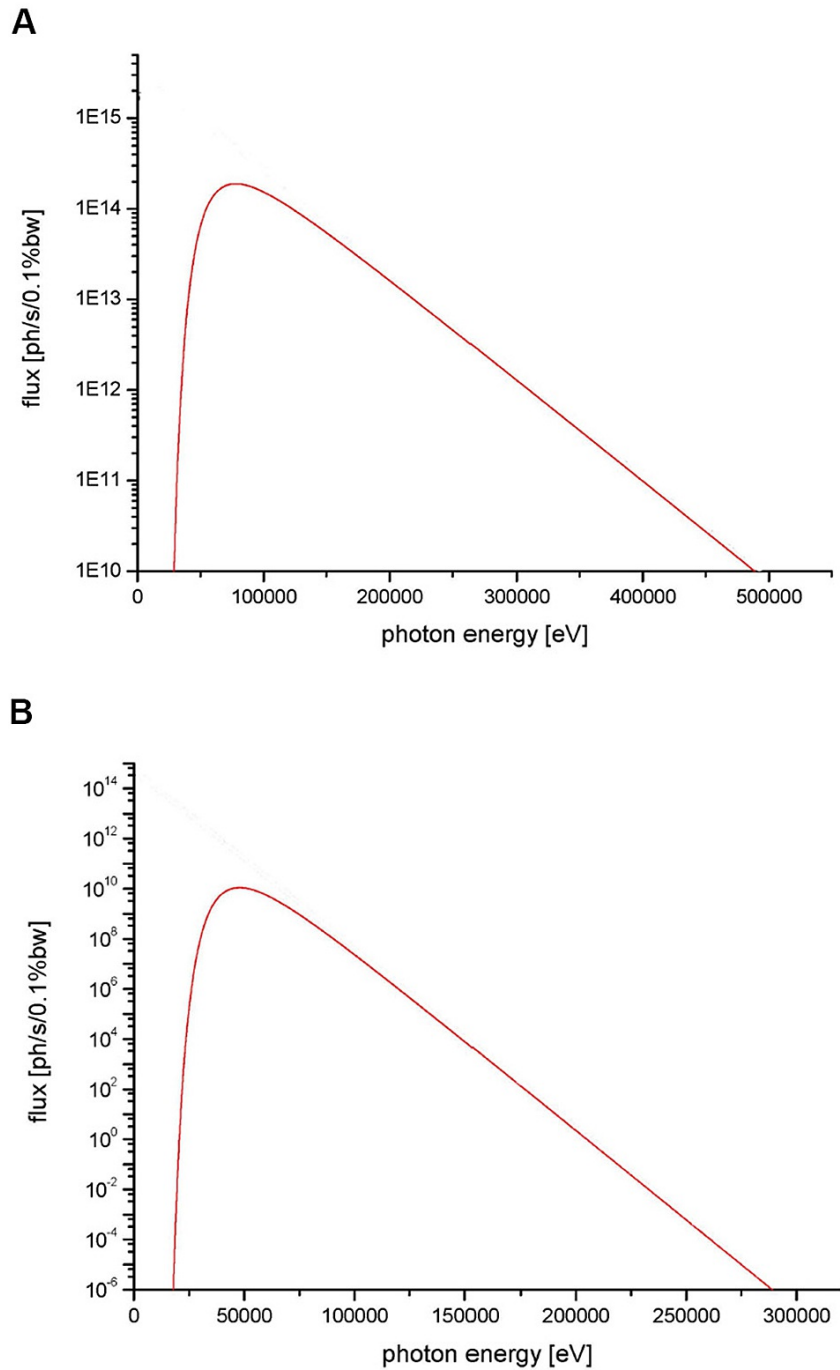 A
flux [ph/s/0.1%bw]
1E15
1E14
1E13
1E12
1E11
1E10
0 100000 200000 300000 400000 500000
photon energy [eV]
B
flux [ph/s/0.1%bw]
10^14
10^12
10^10
10^8
10^6
10^4
10^2
10^0
10^-2
10^-4
10^-6
0 50000 100000 150000 200000 250000 300000
photon energy [eV]